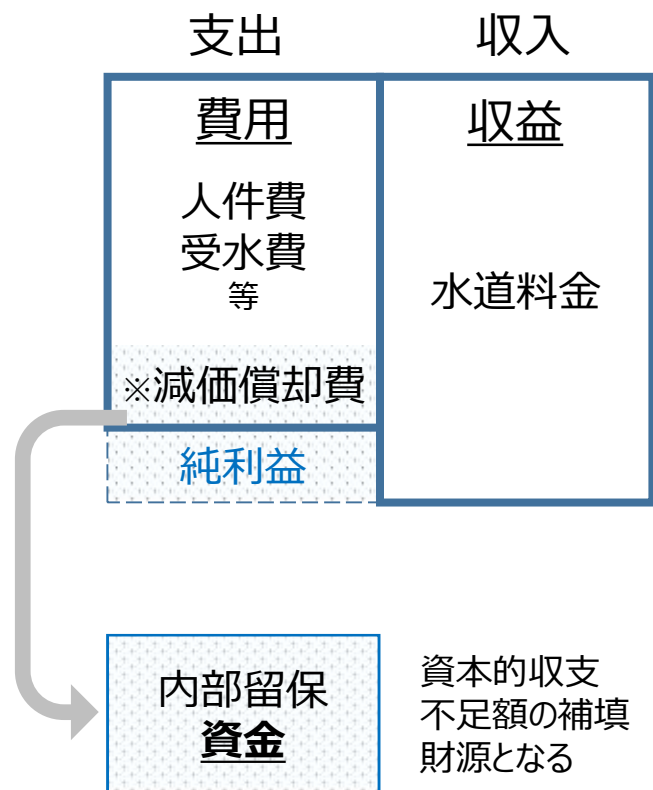 支出
収入
費用
人件費
受水費
等
※減価償却費
純利益
収益
水道料金
内部留保
資金
資本的収支
不足額の補填
財源となる